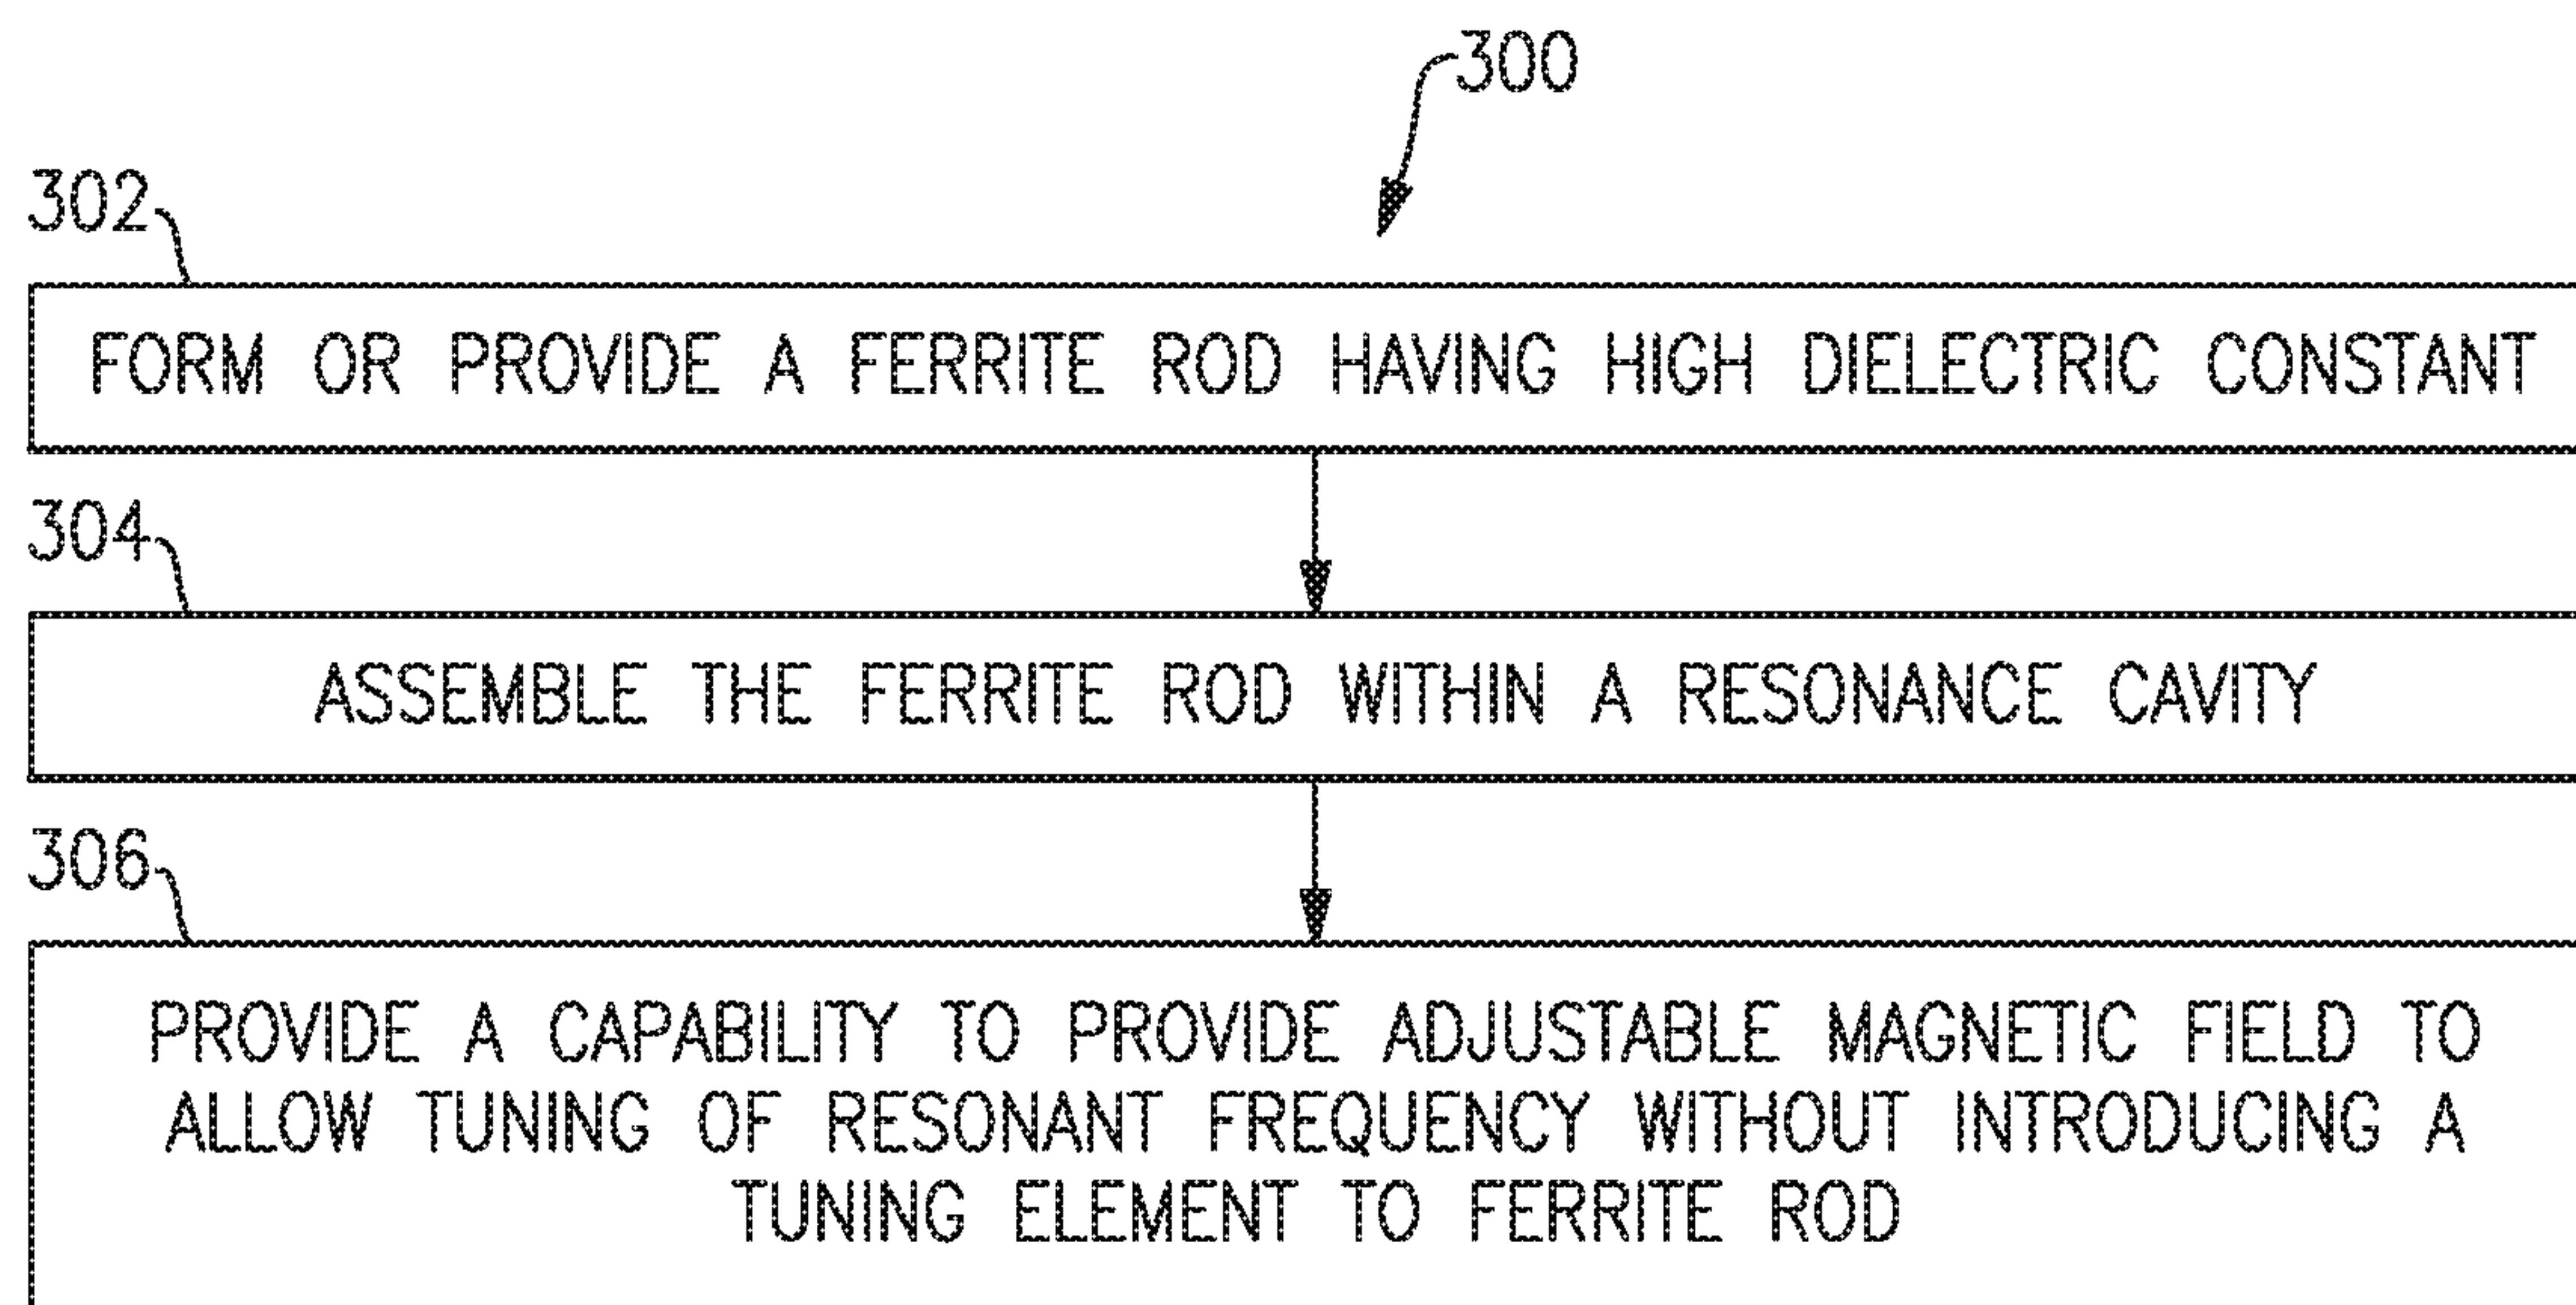 300
302
FORM OR PROVIDE A FERRITE ROD HAVING HIGH DIELECTRIC CONSTANT
304
ASSEMBLE THE FERRITE ROD WITHIN A RESONANCE CAVITY
306
PROVIDE A CAPABILITY TO PROVIDE ADJUSTABLE MAGNETIC FIELD TO
ALLOW TUNING OF RESONANT FREQUENCY WITHOUT INTRODUCING A
TUNING ELEMENT TO FERRITE ROD